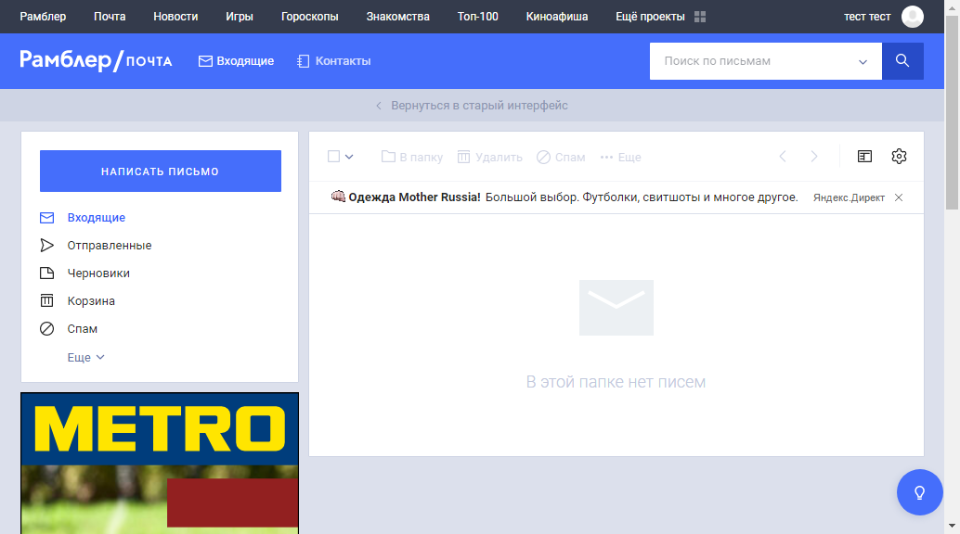 Рамблер Почта Новости Игры Гороскопы Знакомства Топ-100 Киноафиша Ещё проекты тест тест
Рамблер/ПОЧТА Входящие Контакты Поиск по письмам
Вернуться в старый интерфейс
НАПИСАТЬ ПИСЬМО
Входящие
Отправленные
Черновики
Корзина
Спам
Еще
METRO
В папку Удалить Спам Еще
Одежда Mother Russia! Большой выбор. Футболки, свитшоты и многое другое. Яндекс.Директ
В этой папке нет писем